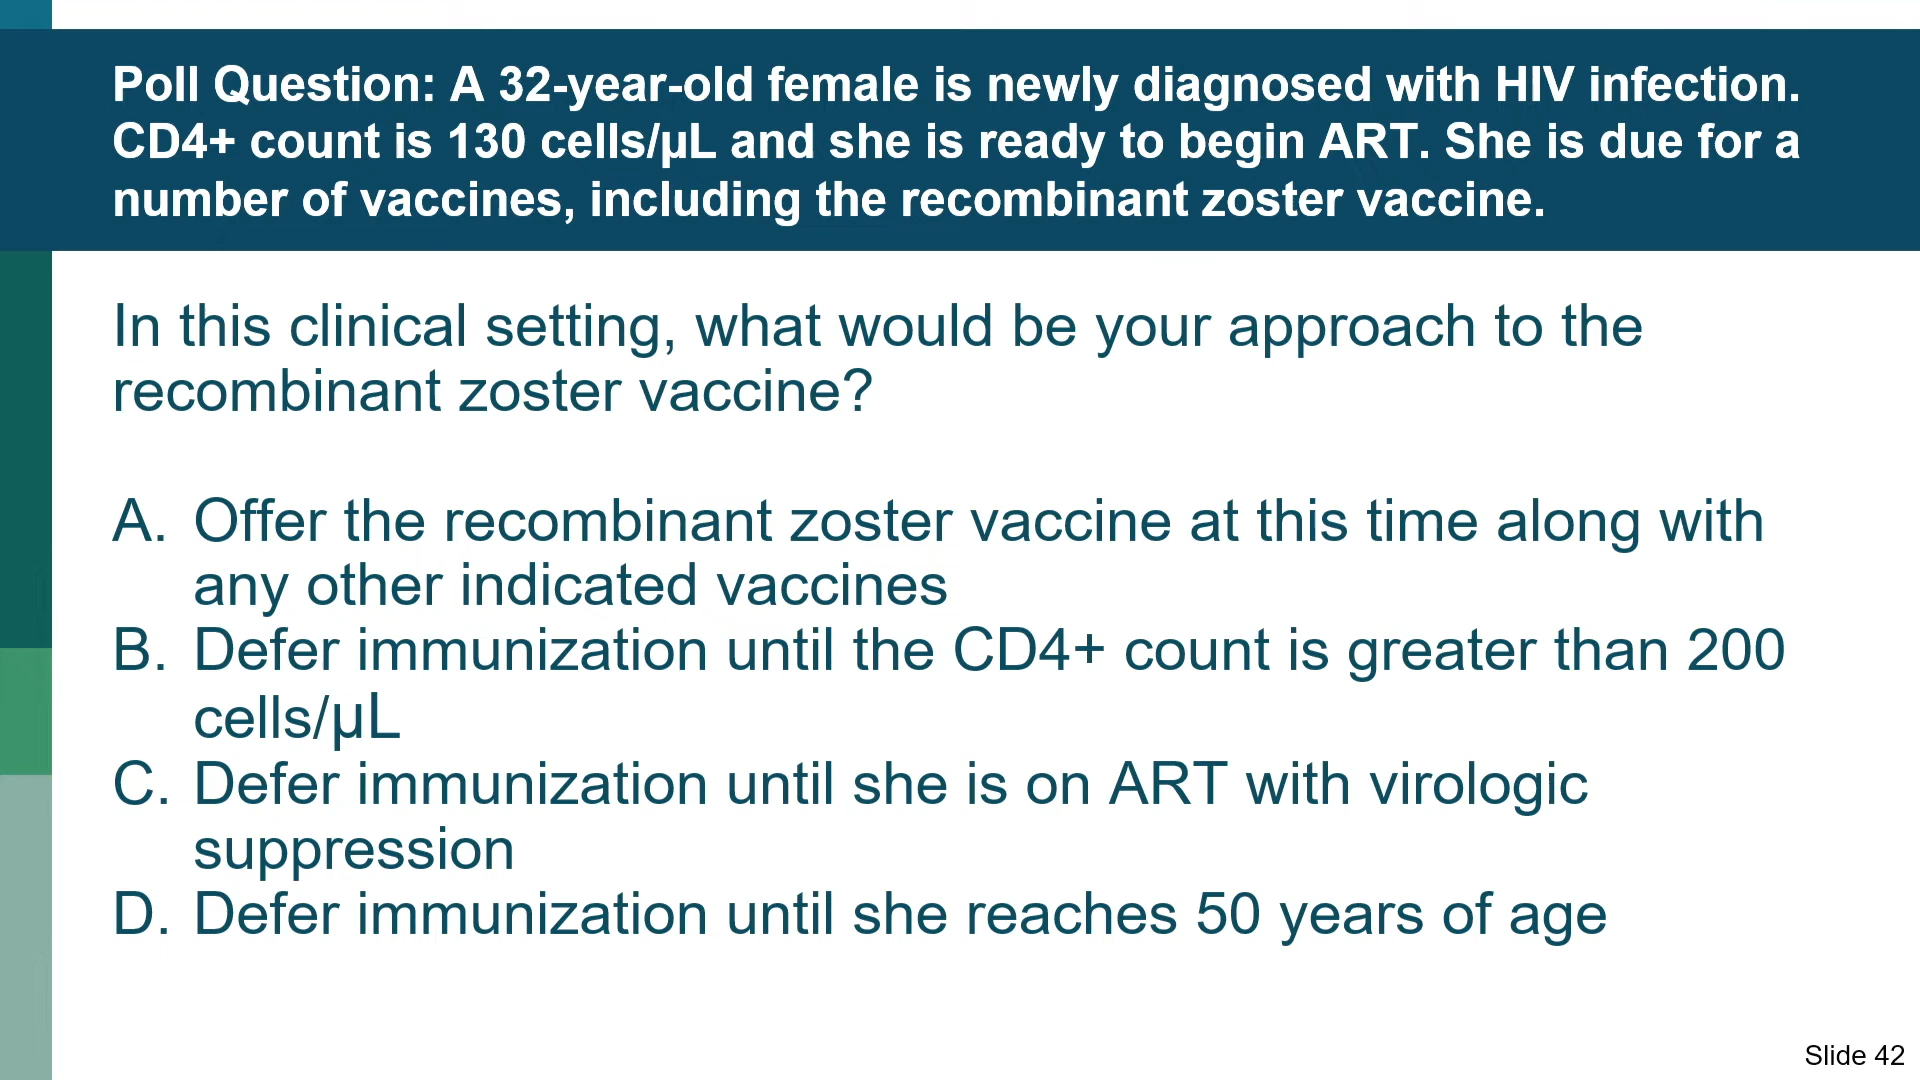 Poll Question: A 32-year-old female is newly diagnosed with HIV infection.
CD4+ count is 130 cells/µL and she is ready to begin ART. She is due for a
number of vaccines, including the recombinant zoster vaccine.
In this clinical setting, what would be your approach to the
recombinant zoster vaccine?
A. Offer the recombinant zoster vaccine at this time along with
any other indicated vaccines
B. Defer immunization until the CD4+ count is greater than 200
cells/µL
C. Defer immunization until she is on ART with virologic
suppression
D. Defer immunization until she reaches 50 years of age
Slide 42